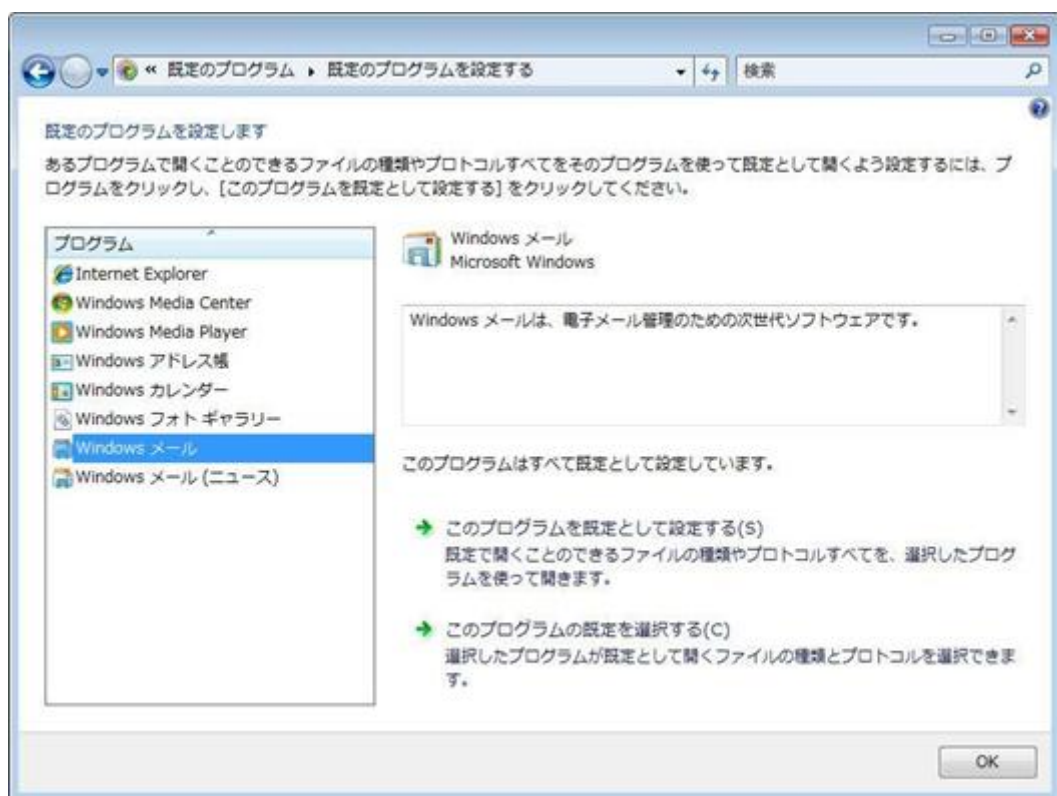 « 既定のプログラム ▸ 既定のプログラムを設定する
検索
既定のプログラムを設定します
あるプログラムで開くことのできるファイルの種類やプロトコルすべてをそのプログラムを使って既定として開くよう設定するには、プ
ログラムをクリックし、[このプログラムを既定として設定する] をクリックしてください。
プログラム
Internet Explorer
Windows Media Center
Windows Media Player
Windows アドレス帳
Windows カレンダー
Windows フォト ギャラリー
Windows メール
Windows メール (ニュース)
Windows メール
Microsoft Windows
Windows メールは、電子メール管理のための次世代ソフトウェアです。
このプログラムはすべて既定として設定しています。
このプログラムを既定として設定する(S)
既定で開くことのできるファイルの種類やプロトコルすべてを、選択したプログ
ラムを使って開きます。
このプログラムの既定を選択する(C)
選択したプログラムが既定として開くファイルの種類とプロトコルを選択できま
す。
OK